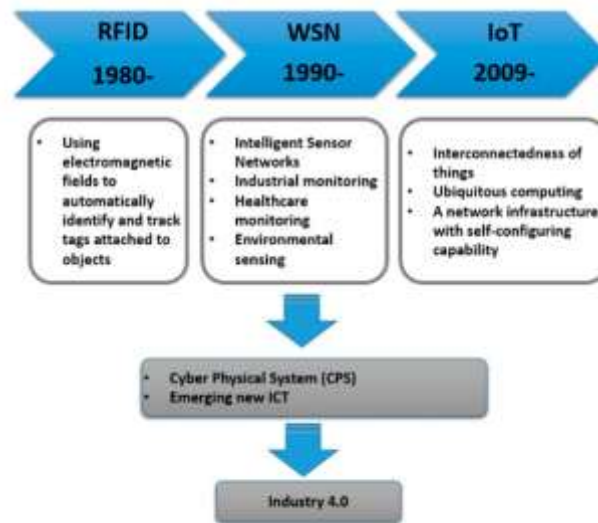 RFID
1980-
WSN
1990-
IoT
2009-
• Using
electromagnetic
fields to
automatically
identify and track
tags attached to
objects
• Intelligent Sensor
Networks
• Industrial monitoring
• Healthcare
monitoring
• Environmental
sensing
• Interconnectedness of
things
• Ubiquitous computing
• A network infrastructure
with self-configuring
capability
• Cyber Physical System (CPS)
• Emerging new ICT
Industry 4.0